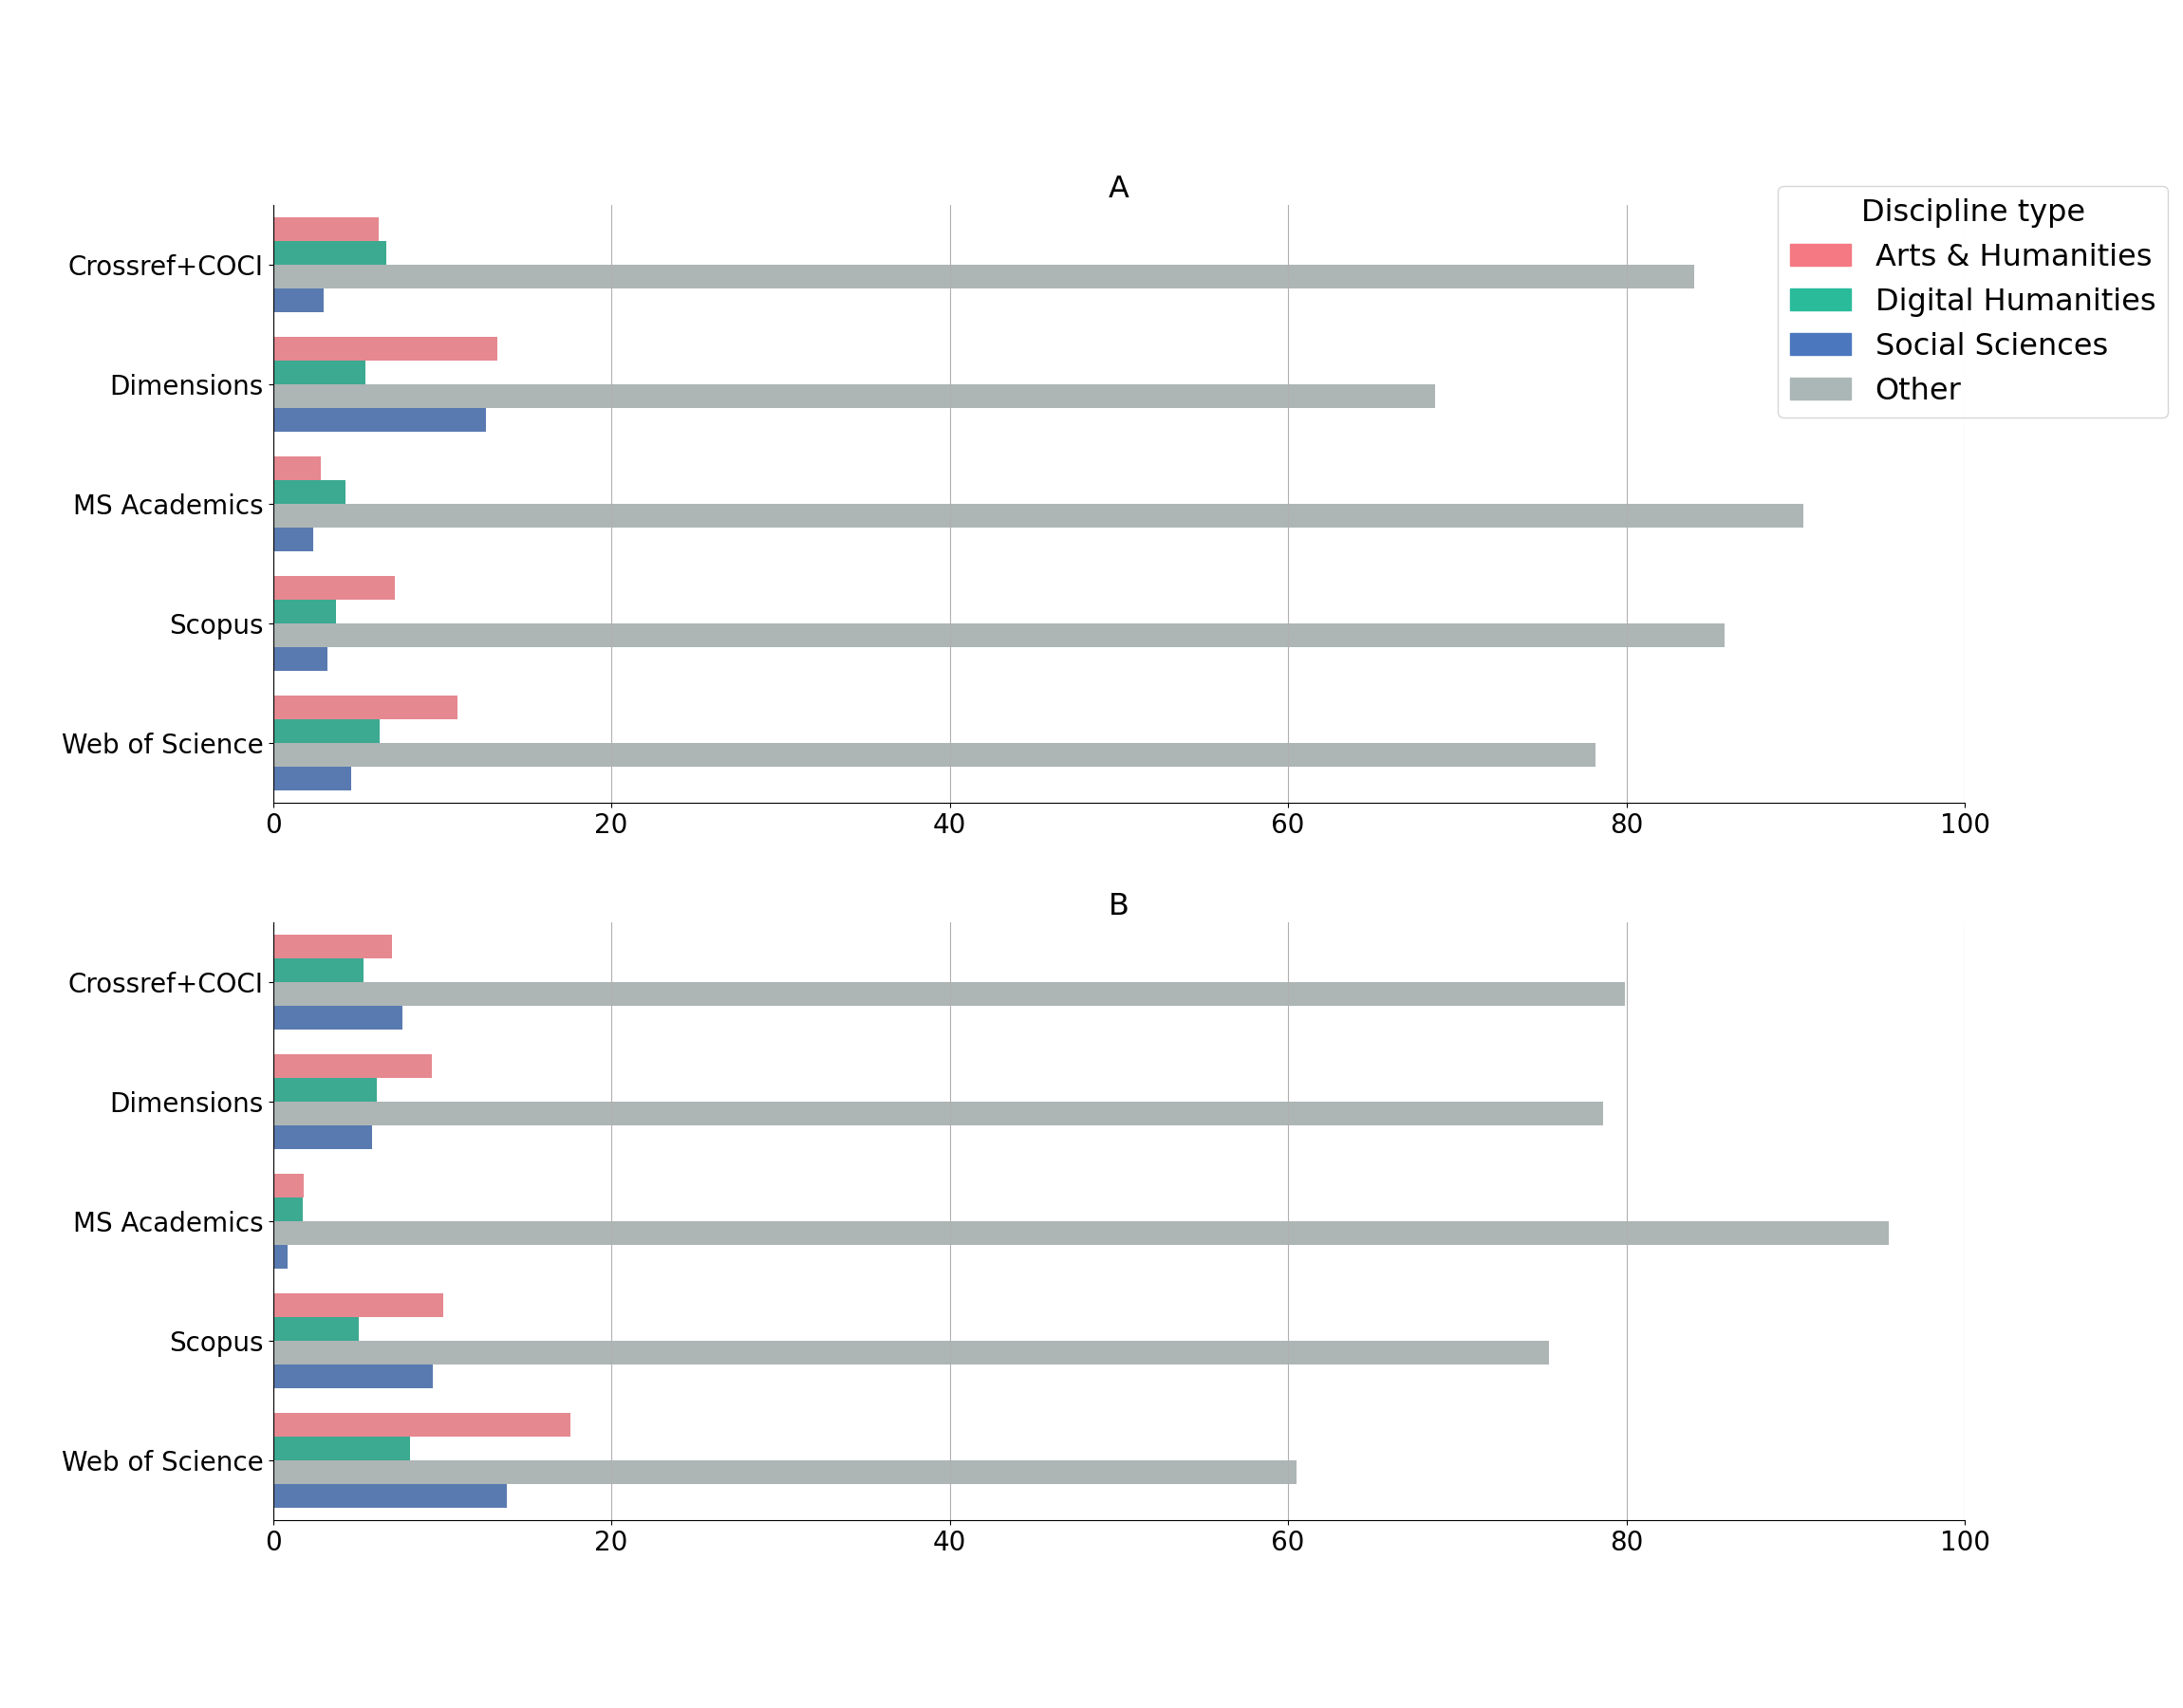 A
Discipline type
Arts & Humanities
Digital Humanities
Social Sciences
Other
Crossref+COCI
Dimensions
MS Academics
Scopus
Web of Science
0 20 40 60 80 100
B
Crossref+COCI
Dimensions
MS Academics
Scopus
Web of Science
0 20 40 60 80 100